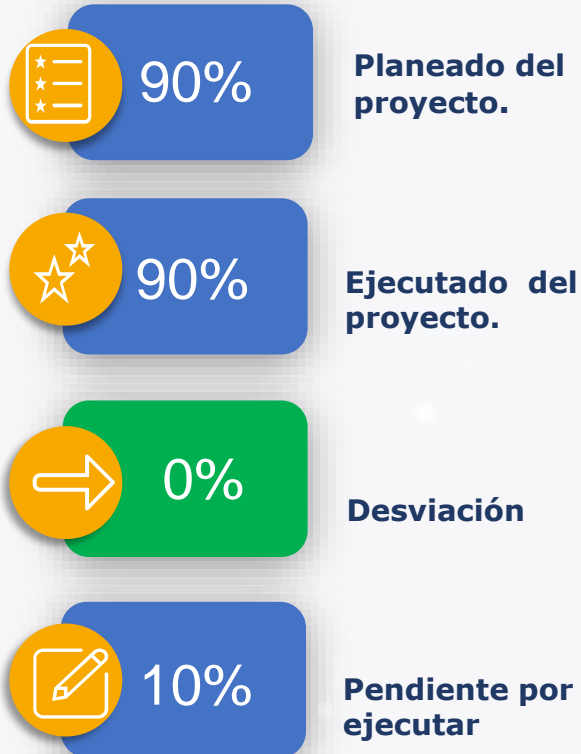 90%
Planeado del
proyecto.
90%
Ejecutado del
proyecto.
0%
Desviación
10%
Pendiente por
ejecutar